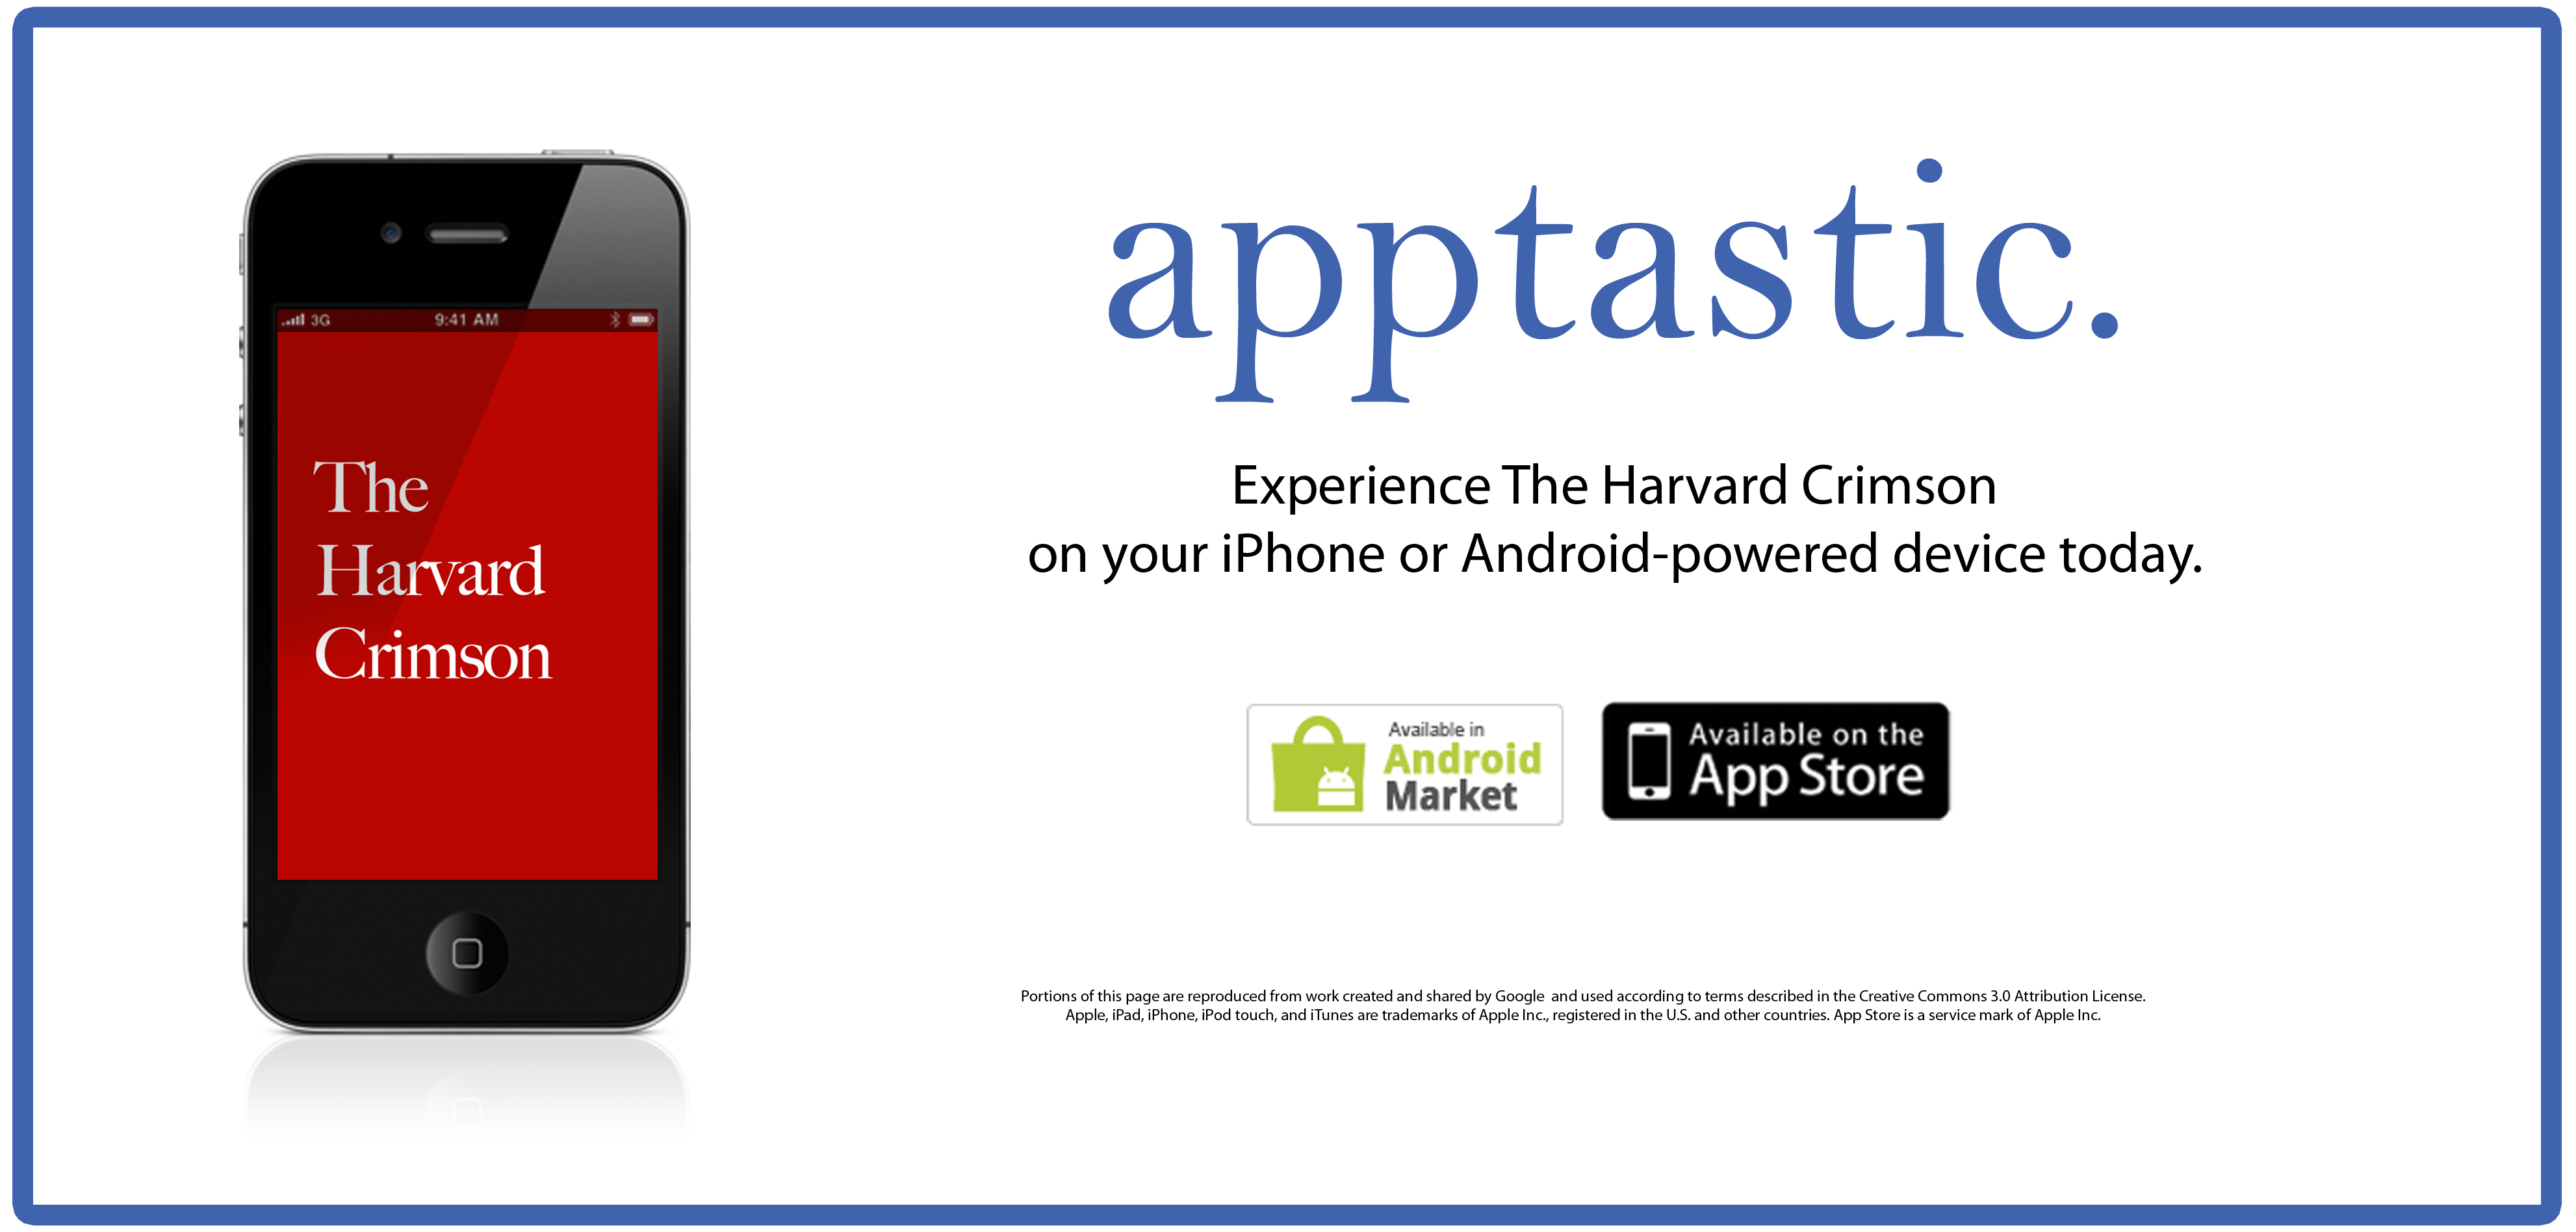 3G 9:41 AM
The
Harvard
Crimson
apptastic.
Experience The Harvard Crimson
on your iPhone or Android-powered device today.
Available in
Android
Market
Available on the
App Store
Portions of this page are reproduced from work created and shared by Google and used according to terms described in the Creative Commons 3.0 Attribution License.
Apple, iPad, iPhone, iPod touch, and iTunes are trademarks of Apple Inc., registered in the U.S. and other countries. App Store is a service mark of Apple Inc.